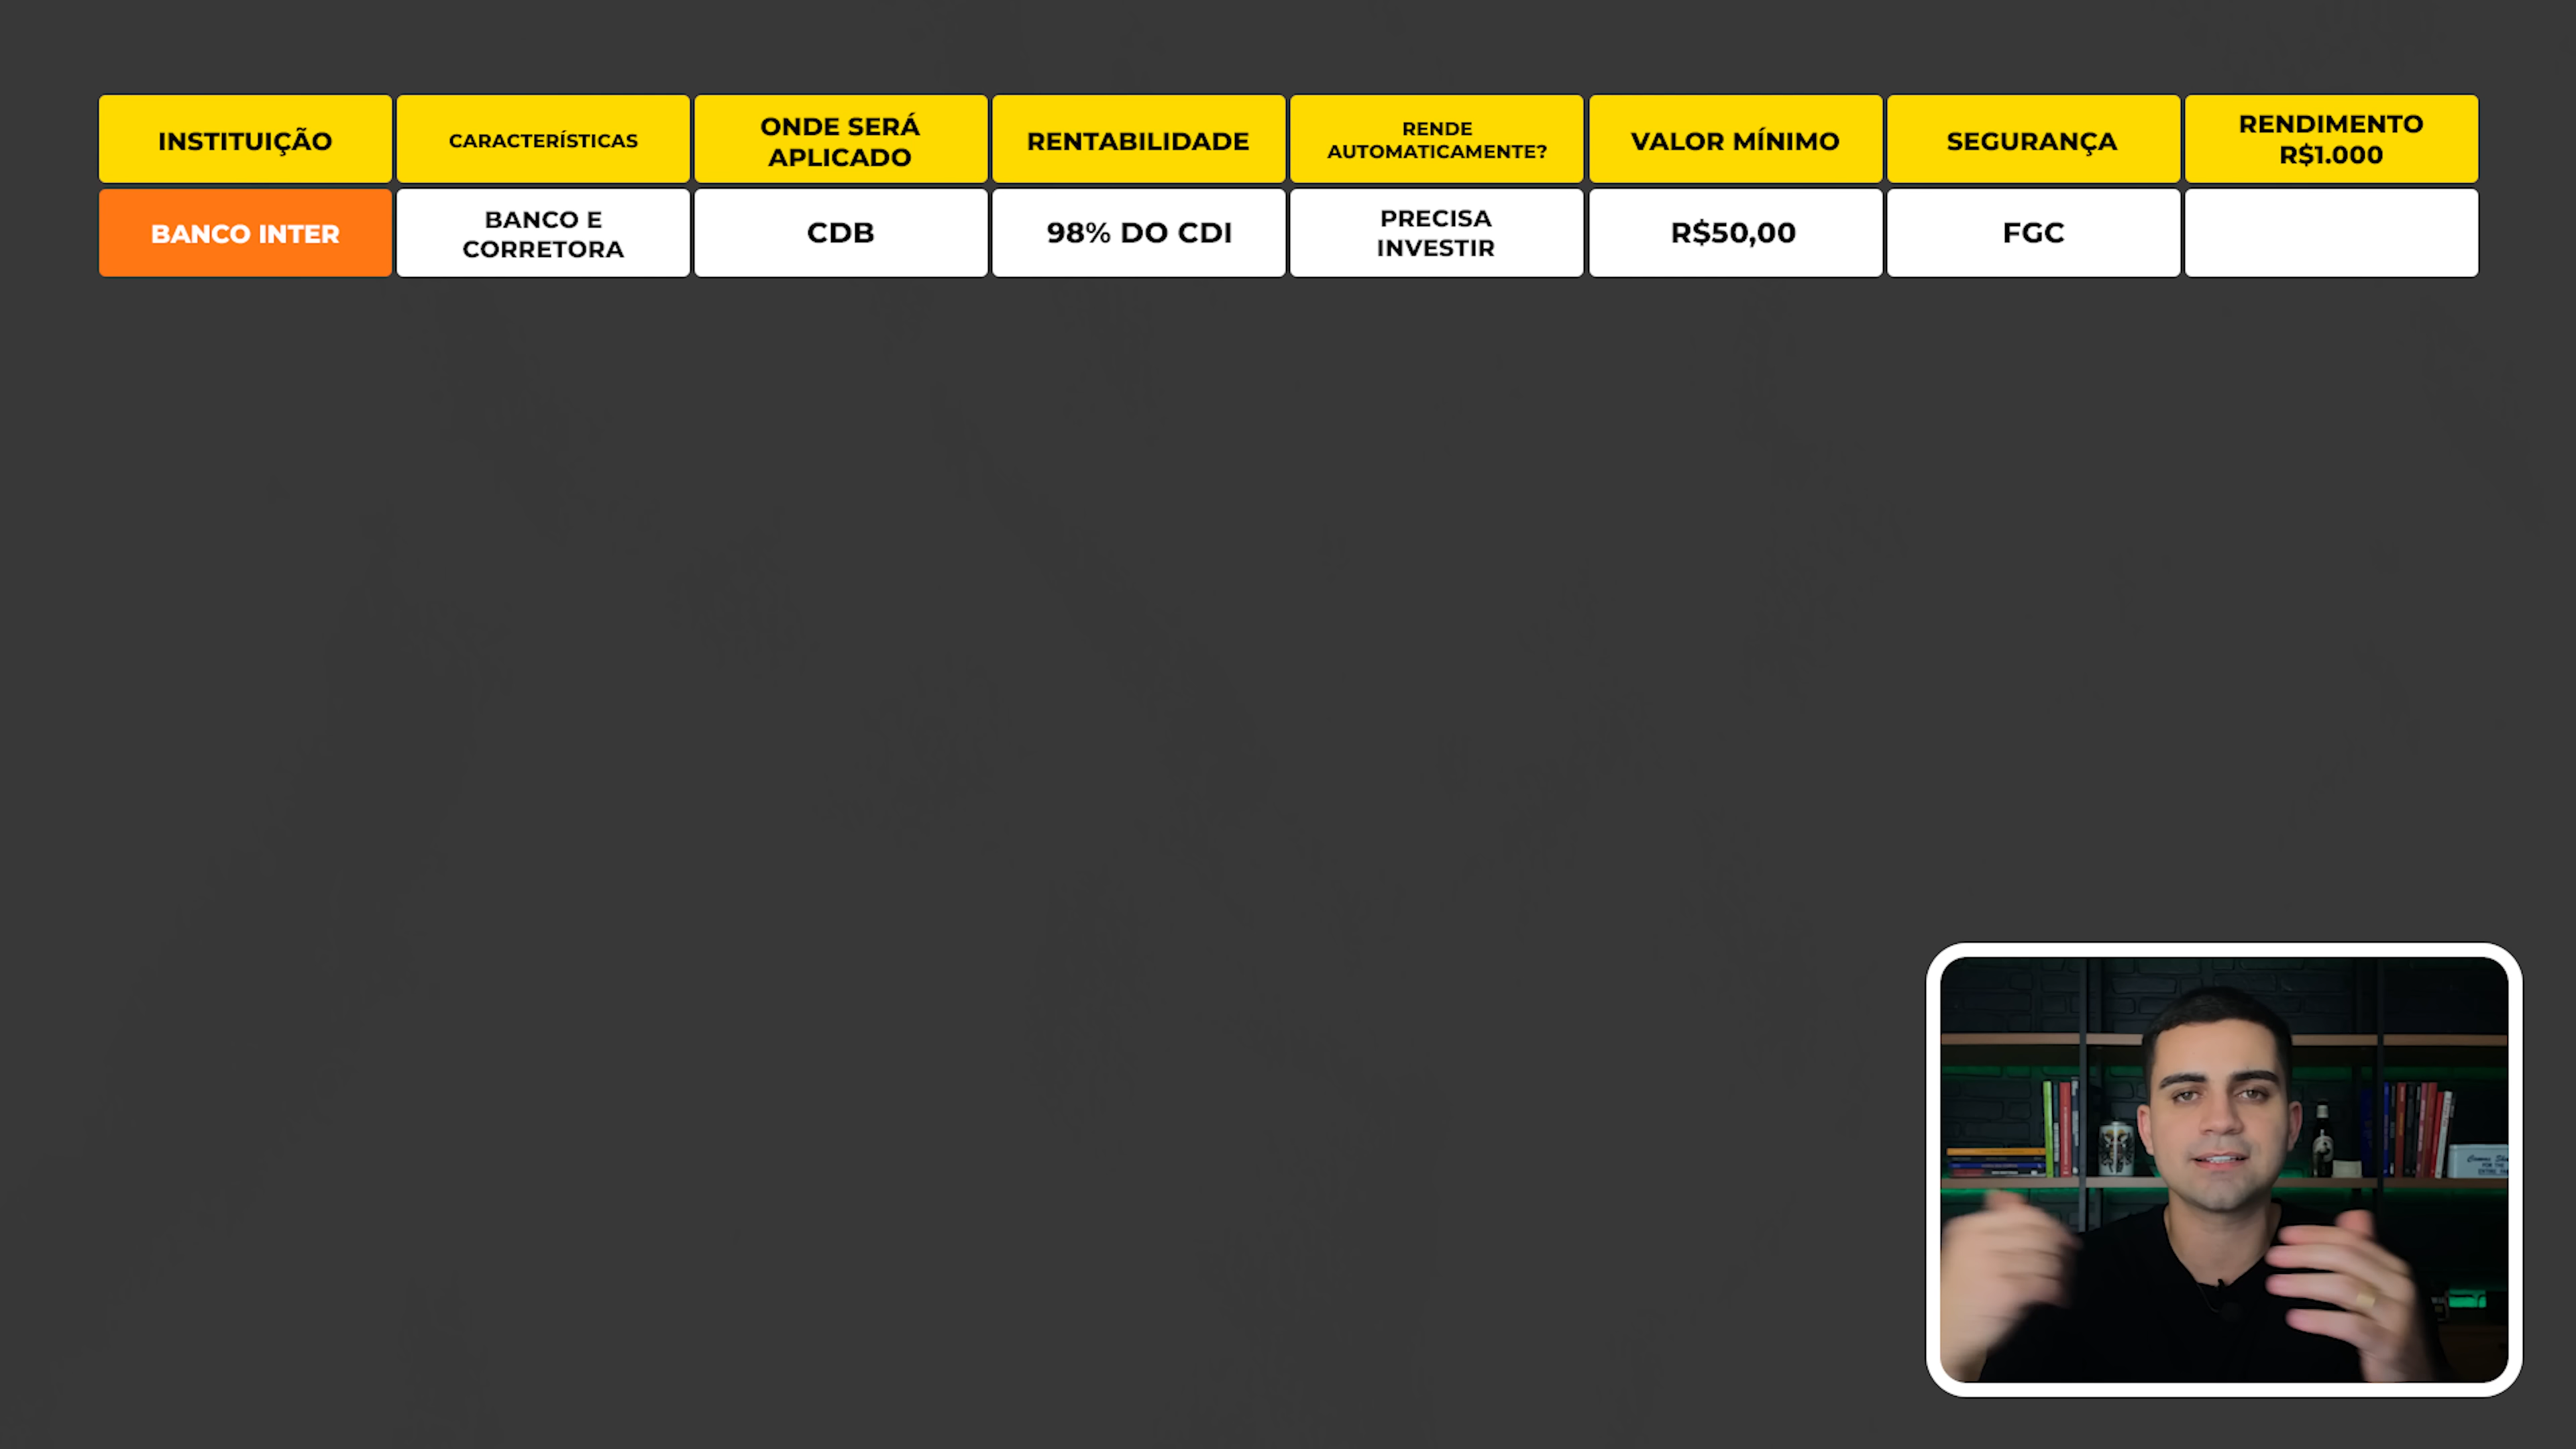 INSTITUIÇÃO
CARACTERÍSTICAS
ONDE SERÁ
APLICADO
RENTABILIDADE
RENDE
AUTOMATICAMENTE?
VALOR MÍNIMO
SEGURANÇA
RENDIMENTO
R$1.000
BANCO INTER
BANCO E
CORRETORA
CDB
98% DO CDI
PRECISA
INVESTIR
R$50,00
FGC